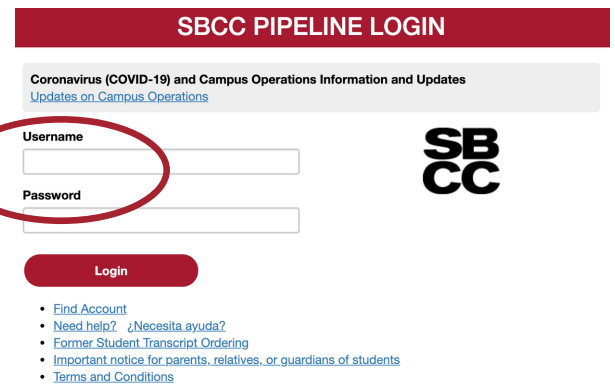 SBCC PIPELINE LOGIN
Coronavirus (COVID-19) and Campus Operations Information and Updates
Updates on Campus Operations
Username
SB
CC
Password
Login
Find Account
Need help? ¿Necesita ayuda?
Former Student Transcript Ordering
Important notice for parents, relatives, or guardians of students
Terms and Conditions